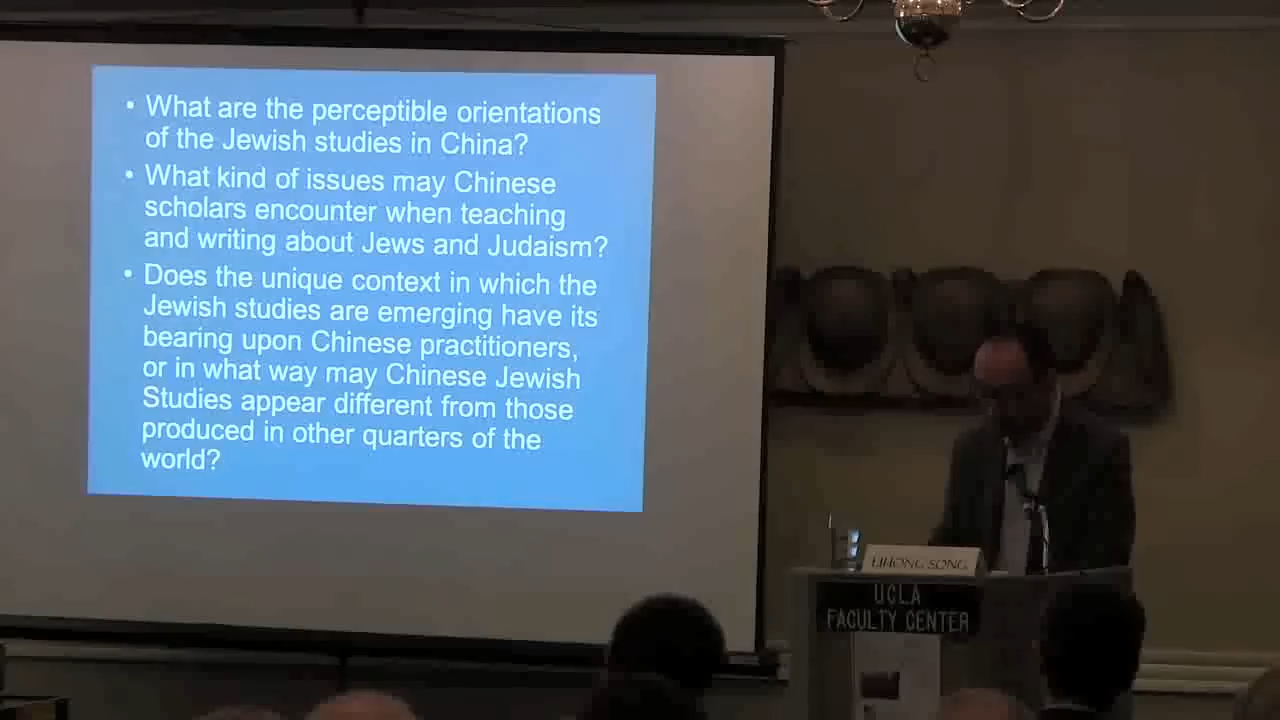 • What are the perceptible orientations
of the Jewish studies in China?
• What kind of issues may Chinese
scholars encounter when teaching
and writing about Jews and Judaism?
• Does the unique context in which the
Jewish studies are emerging have its
bearing upon Chinese practitioners,
or in what way may Chinese Jewish
Studies appear different from those
produced in other quarters of the
world?
LIHONG SONG
UCLA
FACULTY CENTER